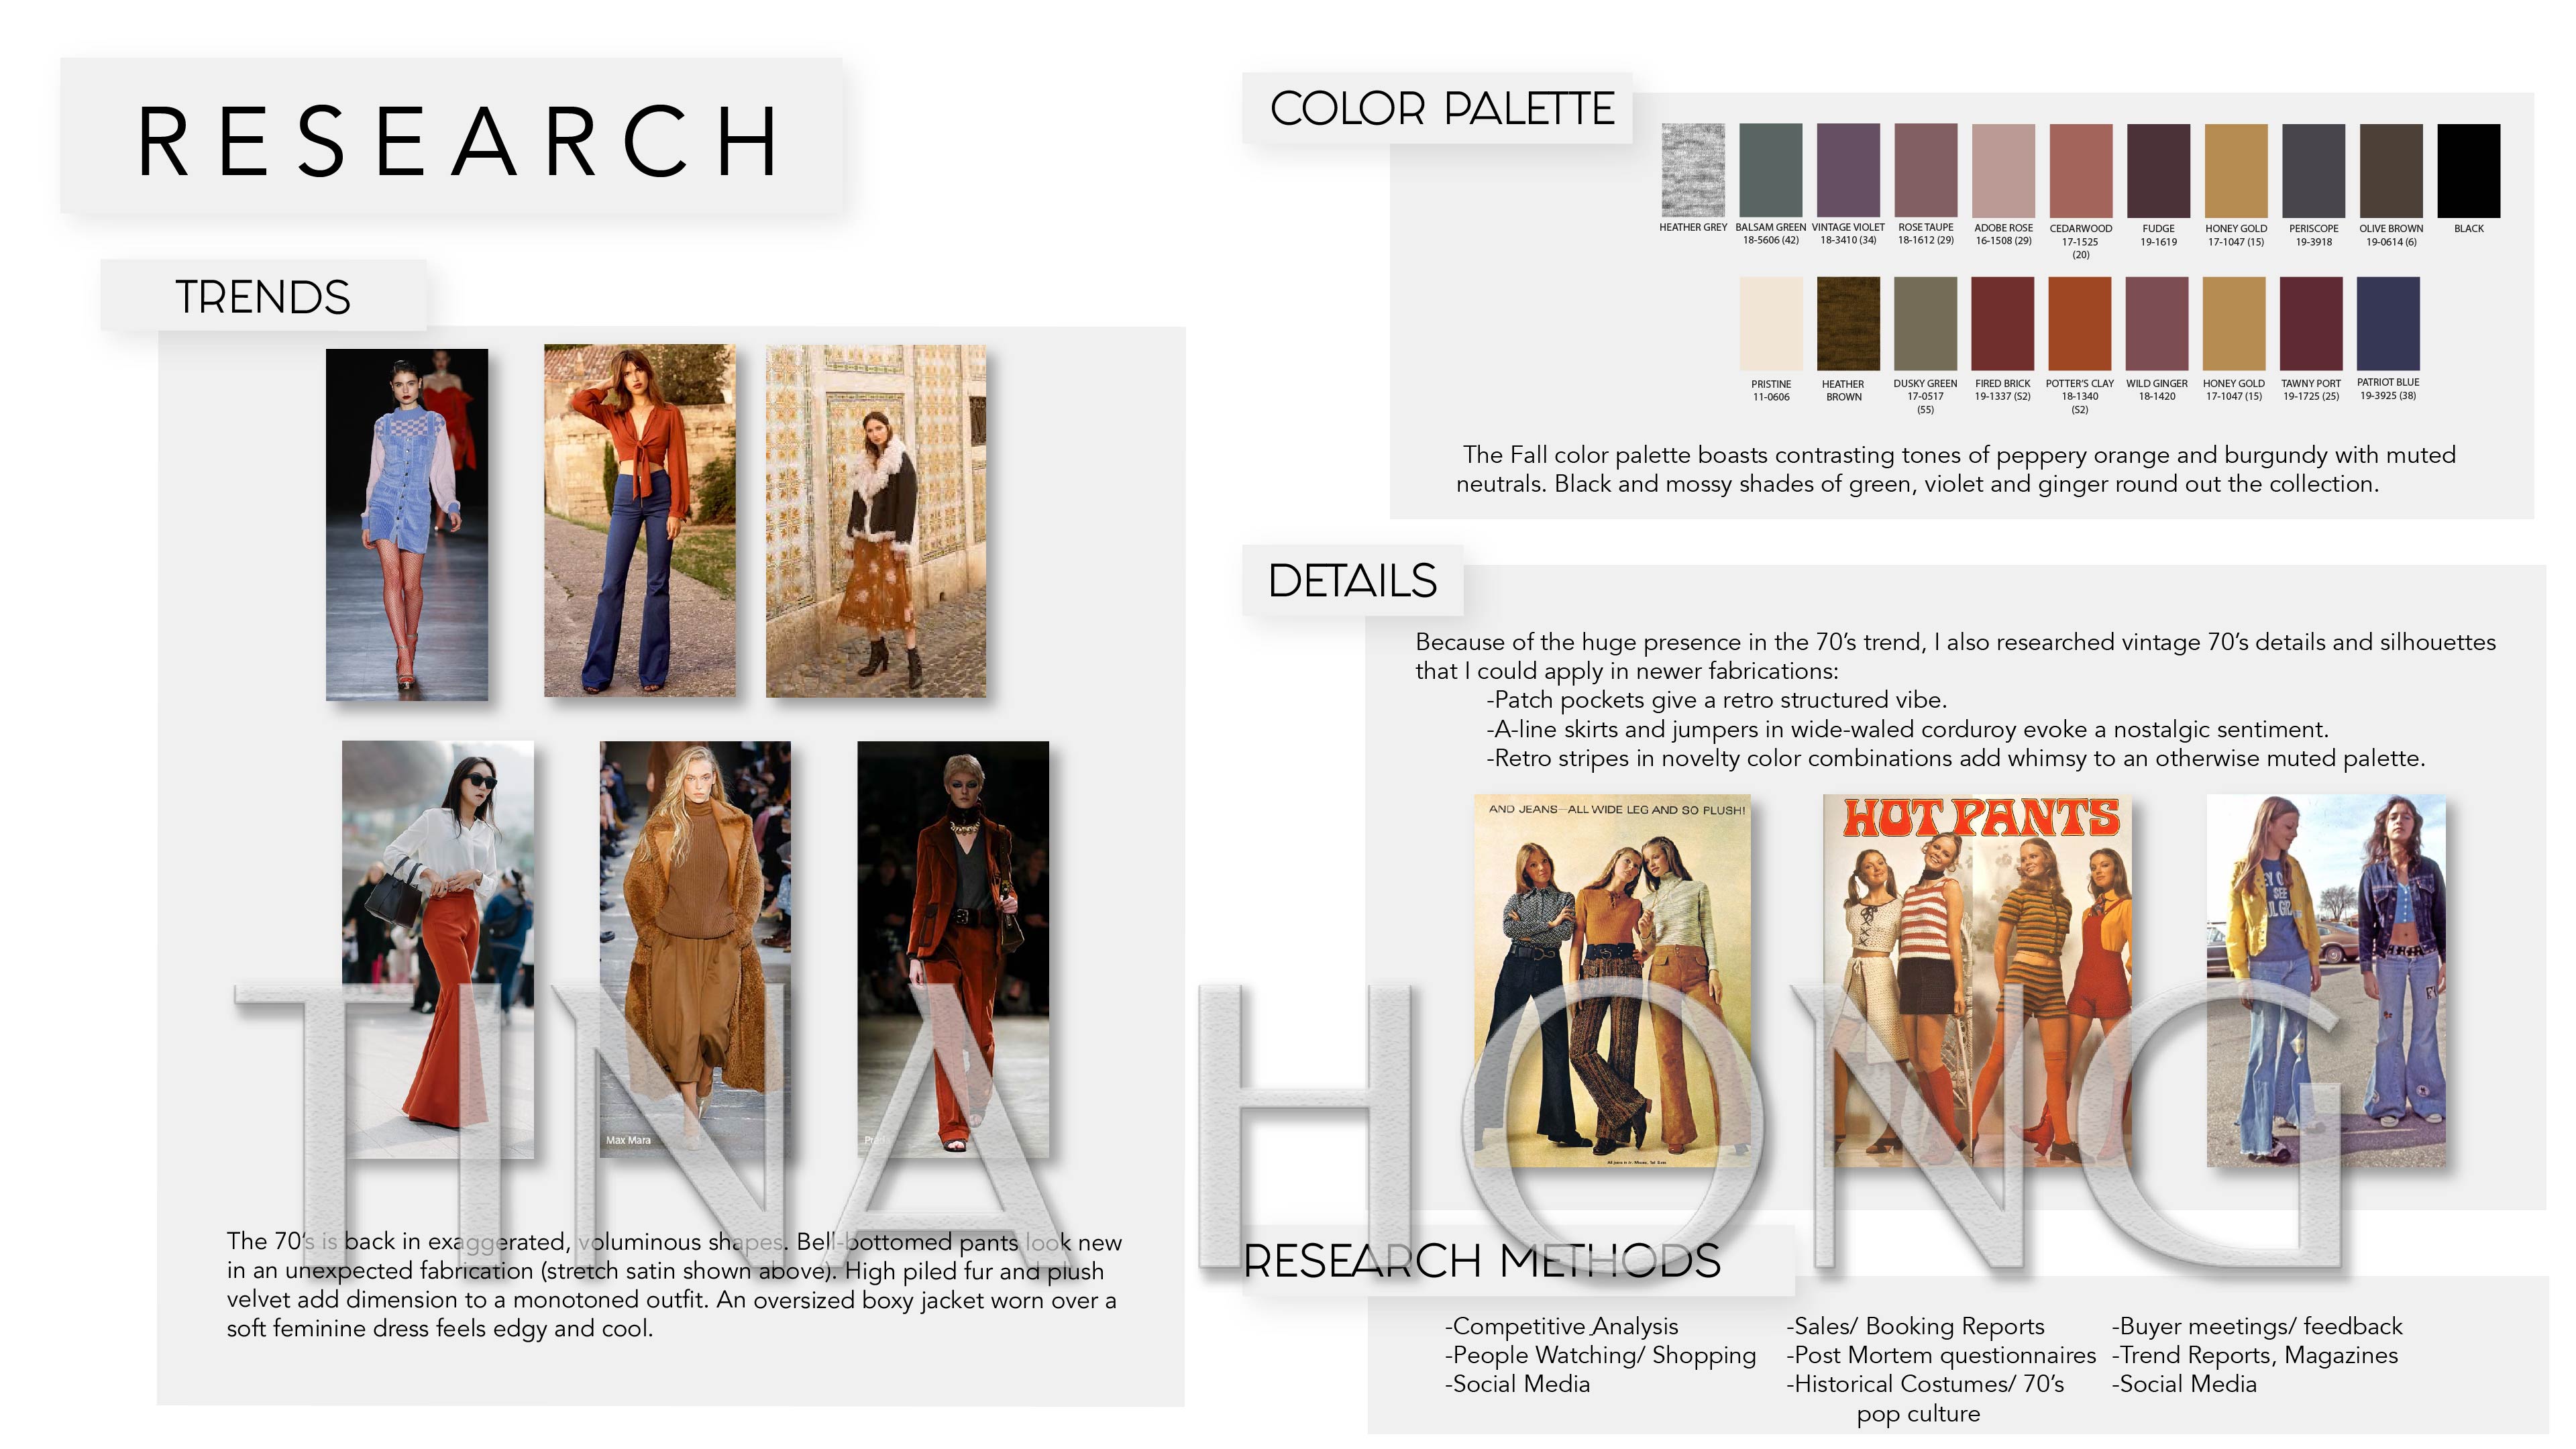 RESEARCH
TRENDS
Max Mara
The 70's is back in exaggerated, voluminous shapes. Bell-bottomed pants look new
in an unexpected fabrication (stretch satin shown above). High piled fur and plush
velvet add dimension to a monotoned outfit. An oversized boxy jacket worn over a
soft feminine dress feels edgy and cool.
COLOR PALETTE
HEATHER GREY
BALSAM GREEN
18-5606 (42)
VINTAGE VIOLET
18-3410 (34)
ROSE TAUPE
18-1612 (29)
ADOBE ROSE
16-1508 (29)
CEDARWOOD
17-1525
(20)
FUDGE
19-1619
HONEY GOLD
17-1047 (15)
PERISCOPE
19-3918
OLIVE BROWN
19-0614 (6)
BLACK
PRISTINE
11-0606
HEATHER
BROWN
DUSKY GREEN
17-0517
(55)
FIRED BRICK
19-1337 (S2)
POTTER'S CLAY
18-1340
(S2)
WILD GINGER
18-1420
HONEY GOLD
17-1047 (15)
TAWNY PORT
19-1725 (25)
PATRIOT BLUE
19-3925 (38)
The Fall color palette boasts contrasting tones of peppery orange and burgundy with muted
neutrals. Black and mossy shades of green, violet and ginger round out the collection.
DETAILS
Because of the huge presence in the 70's trend, I also researched vintage 70's details and silhouettes
that I could apply in newer fabrications:
-Patch pockets give a retro structured vibe.
-A-line skirts and jumpers in wide-waled corduroy evoke a nostalgic sentiment.
-Retro stripes in novelty color combinations add whimsy to an otherwise muted palette.
AND JEANS—ALL WIDE LEG AND SO PLUSH!
HOT PANTS
SEE
TINA HONG
RESEARCH METHODS
-Competitive Analysis
-People Watching/ Shopping
-Social Media
-Sales/ Booking Reports
-Post Mortem questionnaires
-Historical Costumes/ 70's
pop culture
-Buyer meetings/ feedback
-Trend Reports, Magazines
-Social Media